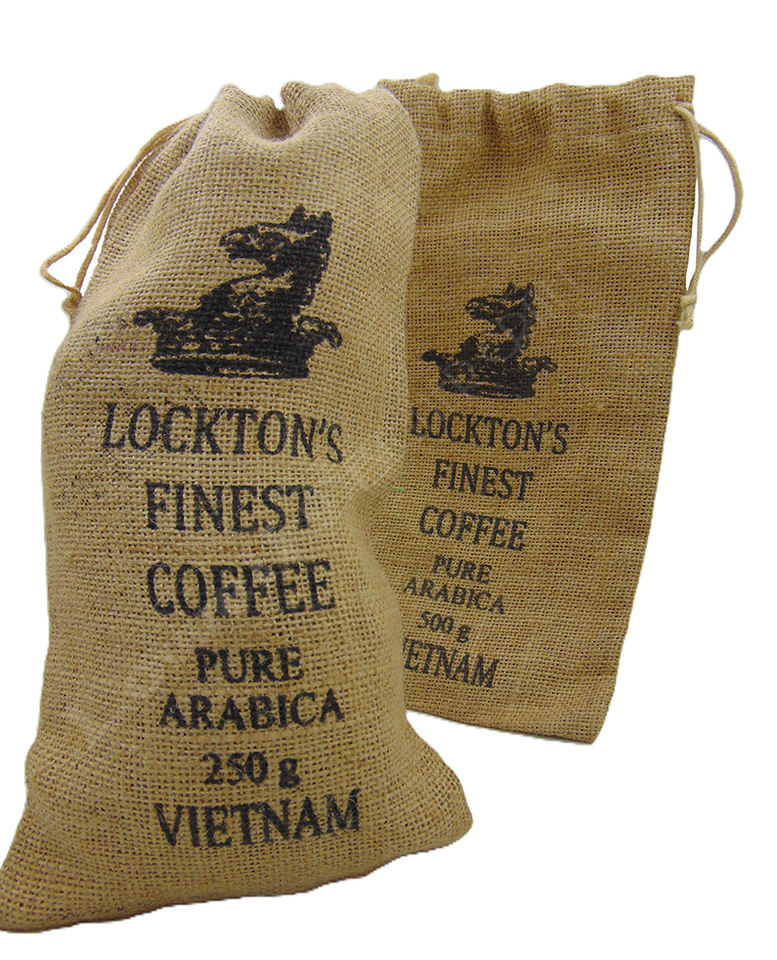 LOCKTON'S
FINEST
COFFEE
PURE
ARABICA
250 g
VIETNAM
LOCKTON'S
FINEST
COFFEE
PURE
ARABICA
500 g
VIETNAM